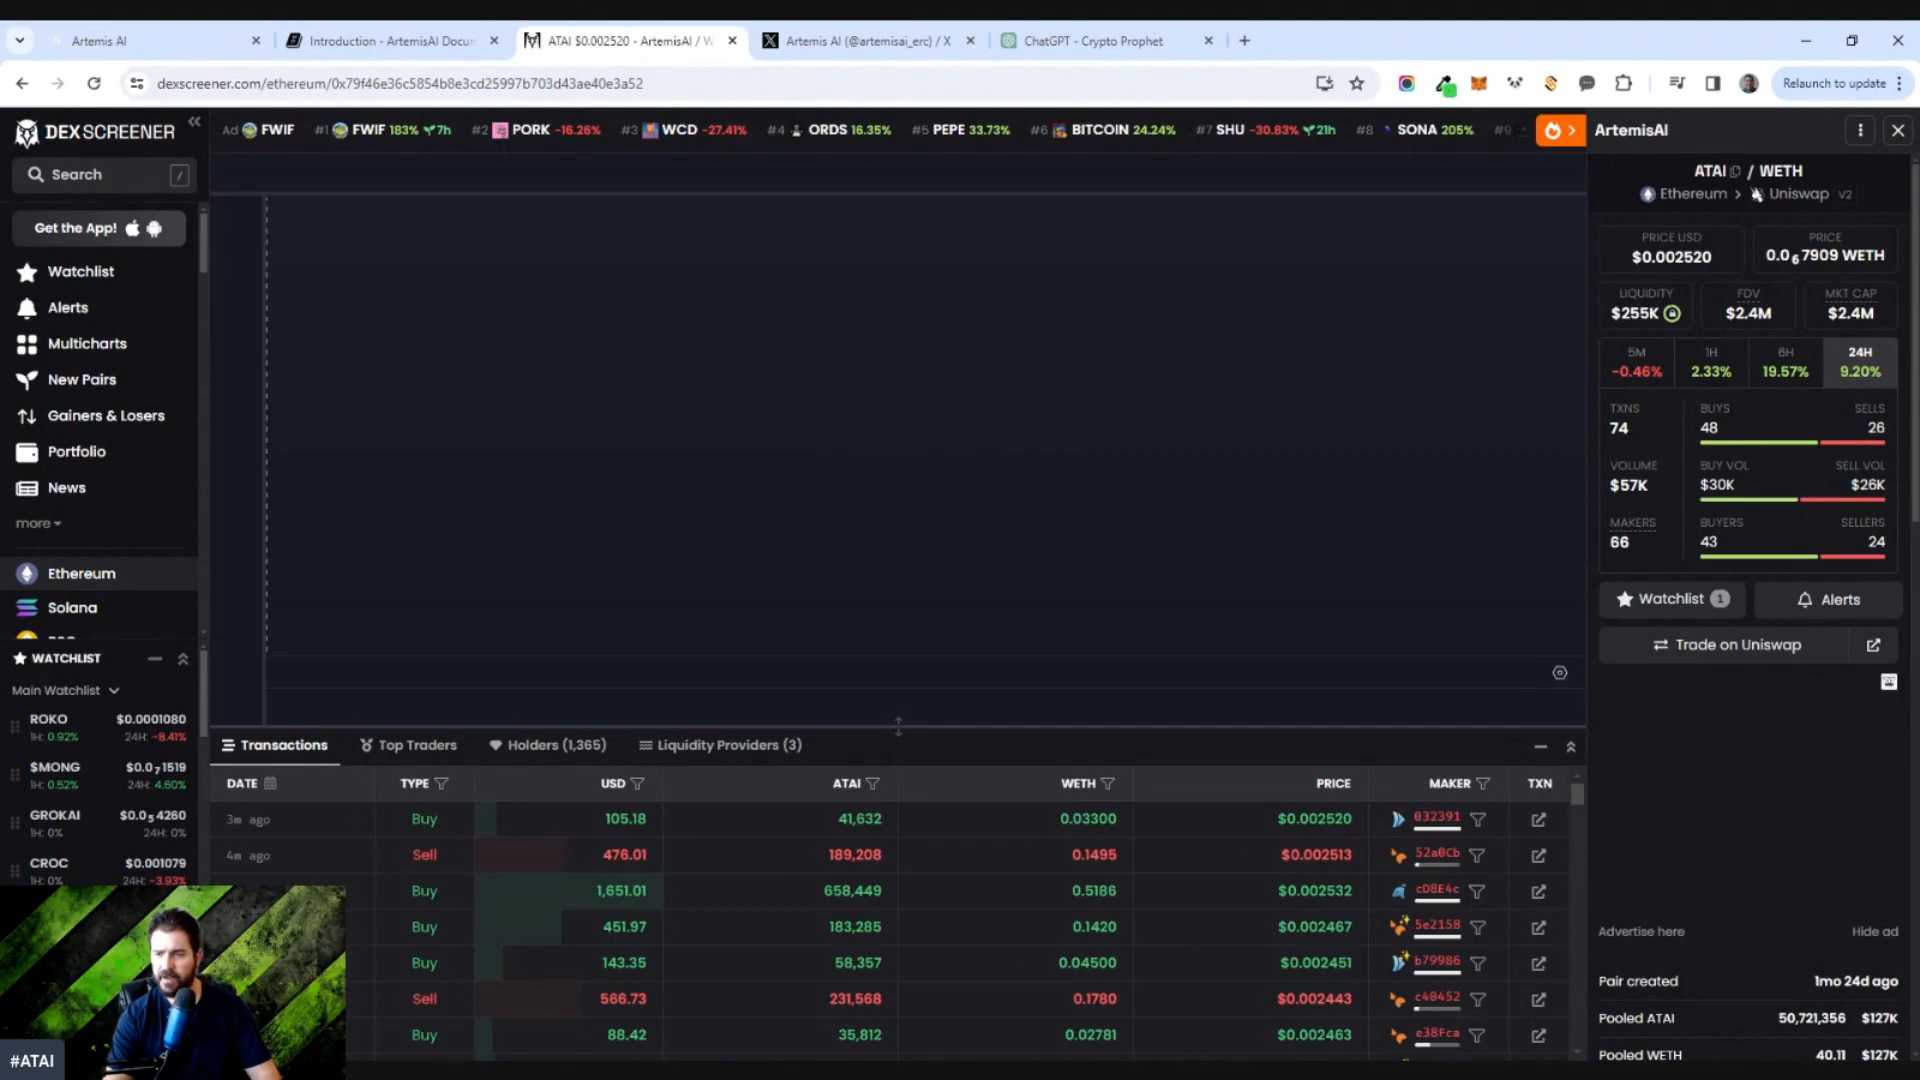 Artemis AI
Introduction - ArtemisAI Docun
ATAI $0.002520 - ArtemisAI / W
Artemis AI (@artemisai_erc) / X
ChatGPT - Crypto Prophet
dexscreener.com/ethereum/0x79f46e36c5854b8e3cd25997b703d43ae40e3a52
Relaunch to update
DEXSCREENER
Ad FWIF #1 FWIF 183% 7h #2 PORK -16.26% #3 WCD -27.41% #4 ORDS 16.35% #5 PEPE 33.73% #6 BITCOIN 24.24% #7 SHU -30.83% 21h #8 SONA 205% #9
ArtemisAI
Search /
Get the App!
Watchlist
Alerts
Multicharts
New Pairs
Gainers & Losers
Portfolio
News
more
Ethereum
Solana
WATCHLIST
Main Watchlist
ROKO $0.0001080
1H: 0.92% 24H: -8.41%
$MONG $0.0₇1519
1H: 0.52% 24H: 4.60%
GROKAI $0.0₅4260
1H: 0% 24H: 0%
CROC $0.001079
1H: 0% 24H: -3.93%
#ATAI
Transactions Top Traders Holders (1,365) Liquidity Providers (3)
DATE TYPE USD ATAI WETH PRICE MAKER TXN
3m ago Buy 105.18 41,632 0.03300 $0.002520 032391
4m ago Sell 476.01 189,208 0.1495 $0.002513 52a0Cb
Buy 1,651.01 658,449 0.5186 $0.002532 cD8E4c
Buy 451.97 183,285 0.1420 $0.002467 5e2158
Buy 143.35 58,357 0.04500 $0.002451 b79986
Sell 566.73 231,568 0.1780 $0.002443 c40452
Buy 88.42 35,812 0.02781 $0.002463 e38Fca
ATAI / WETH
Ethereum > Uniswap V2
PRICE USD PRICE
$0.002520 0.0₆7909 WETH
LIQUIDITY FDV MKT CAP
$255K $2.4M $2.4M
5M 1H 6H 24H
-0.46% 2.33% 19.57% 9.20%
TXNS BUYS SELLS
74 48 26
VOLUME BUY VOL SELL VOL
$57K $30K $26K
MAKERS BUYERS SELLERS
66 43 24
Watchlist 1 Alerts
Trade on Uniswap
Advertise here Hide ad
Pair created 1mo 24d ago
Pooled ATAI 50,721,356 $127K
Pooled WETH 40.11 $127K